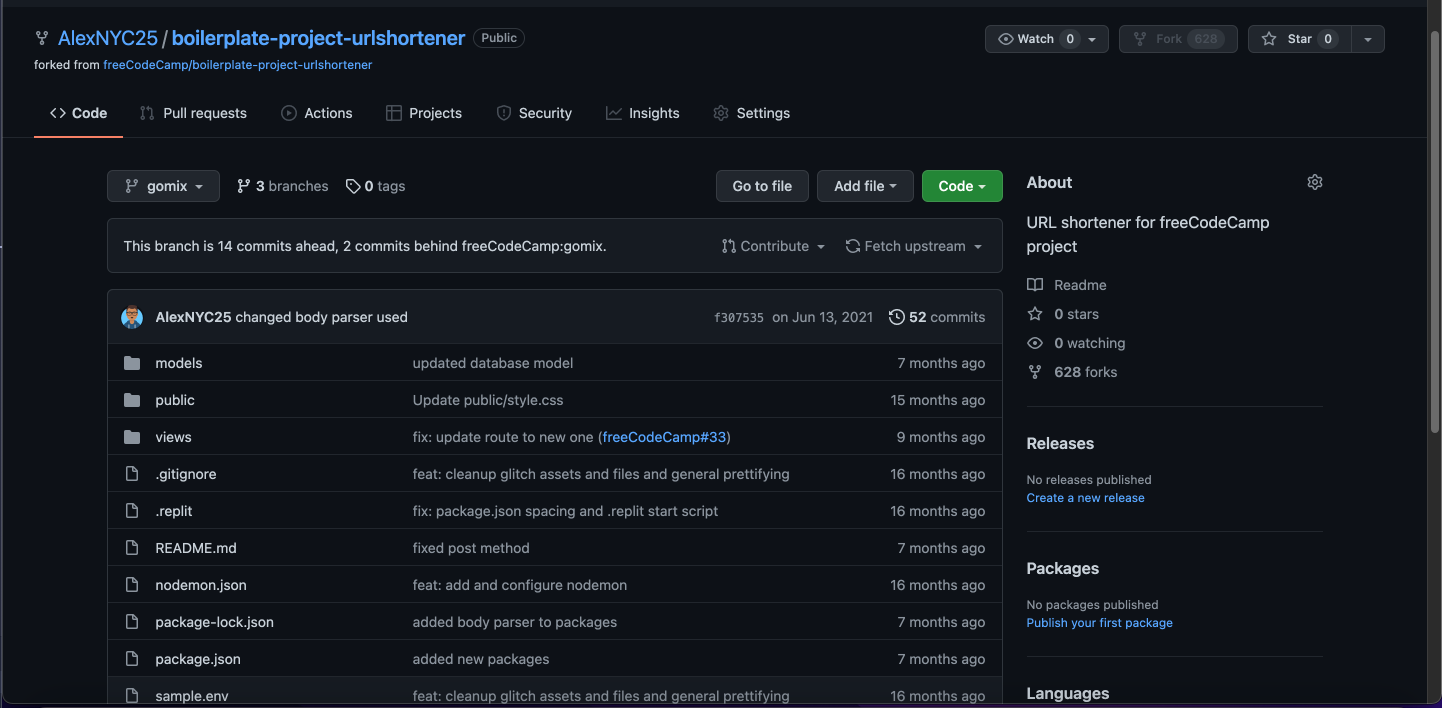 AlexNYC25 / boilerplate-project-urlshortener Public
Watch 0 Fork 628 Star 0
forked from freeCodeCamp/boilerplate-project-urlshortener
Code Pull requests Actions Projects Security Insights Settings
gomix 3 branches 0 tags Go to file Add file Code
This branch is 14 commits ahead, 2 commits behind freeCodeCamp:gomix. Contribute Fetch upstream
AlexNYC25 changed body parser used f307535 on Jun 13, 2021 52 commits
models updated database model 7 months ago
public Update public/style.css 15 months ago
views fix: update route to new one (freeCodeCamp#33) 9 months ago
.gitignore feat: cleanup glitch assets and files and general prettifying 16 months ago
.replit fix: package.json spacing and .replit start script 16 months ago
README.md fixed post method 7 months ago
nodemon.json feat: add and configure nodemon 16 months ago
package-lock.json added body parser to packages 7 months ago
package.json added new packages 7 months ago
sample.env feat: cleanup glitch assets and files and general prettifying 16 months ago
About
URL shortener for freeCodeCamp
project
Readme
0 stars
0 watching
628 forks
Releases
No releases published
Create a new release
Packages
No packages published
Publish your first package
Languages